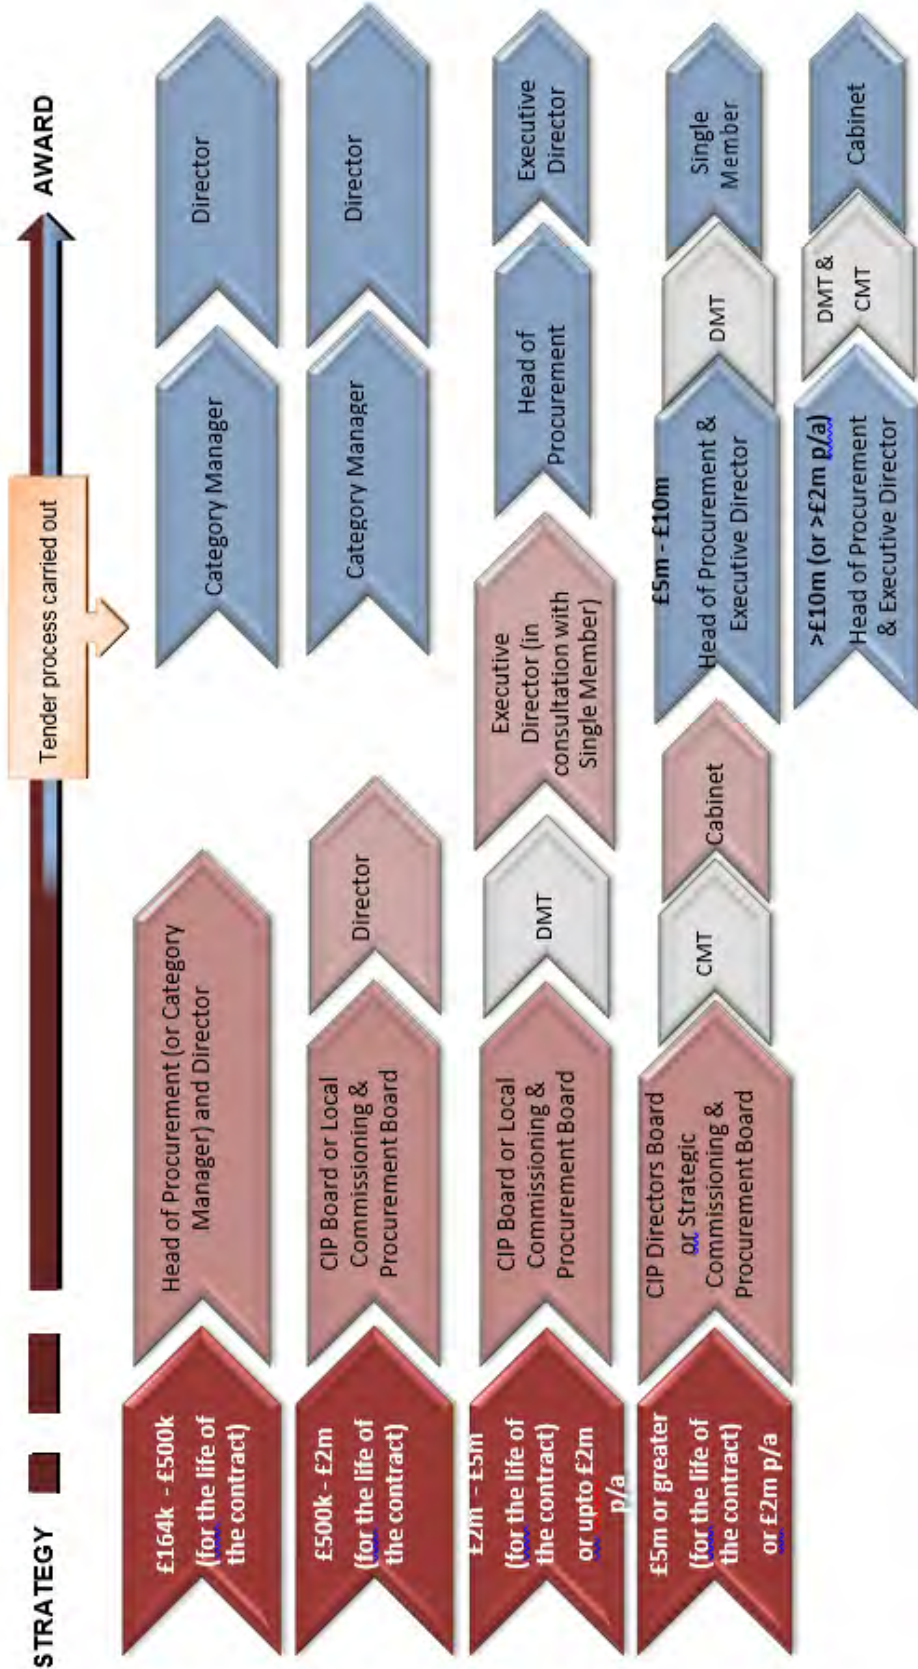 STRATEGY
Tender process carried out
AWARD
£164k - £500k
(for the life of
the contract)
Head of Procurement (or Category
Manager) and Director
Category Manager
Director
£500k - £2m
(for the life of
the contract)
CIP Board or Local
Commissioning &
Procurement Board
Director
Category Manager
Director
£2m - £5m
(for the life of
the contract)
or upto £2m
p/a
CIP Board or Local
Commissioning &
Procurement Board
DMT
Executive
Director (in
consultation with
Single Member)
Head of
Procurement
Executive
Director
£5m or greater
(for the life of
the contract)
or £2m p/a
CIP Directors Board
or Strategic
Commissioning &
Procurement Board
CMT
Cabinet
£5m - £10m
Head of Procurement &
Executive Director
DMT
Single
Member
>£10m (or >£2m p/a)
Head of Procurement
& Executive Director
DMT &
CMT
Cabinet